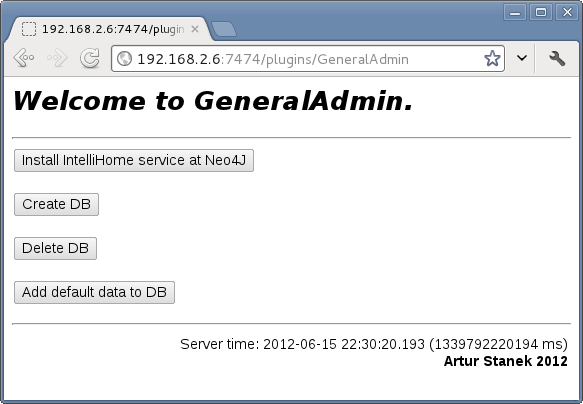 192.168.2.6:7474/plugin
192.168.2.6:7474/plugins/GeneralAdmin
Welcome to GeneralAdmin.
Install IntelliHome service at Neo4J
Create DB
Delete DB
Add default data to DB
Server time: 2012-06-15 22:30:20.193 (1339792220194 ms)
Artur Stanek 2012